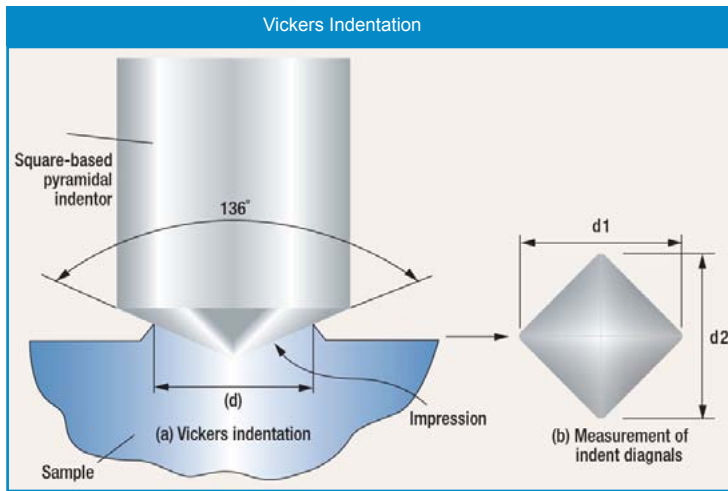 Vickers Indentation
Square-based
pyramidal
indentor
136°
d1
d2
(d)
(a) Vickers indentation
Impression
Sample
(b) Measurement of
indent diagnals